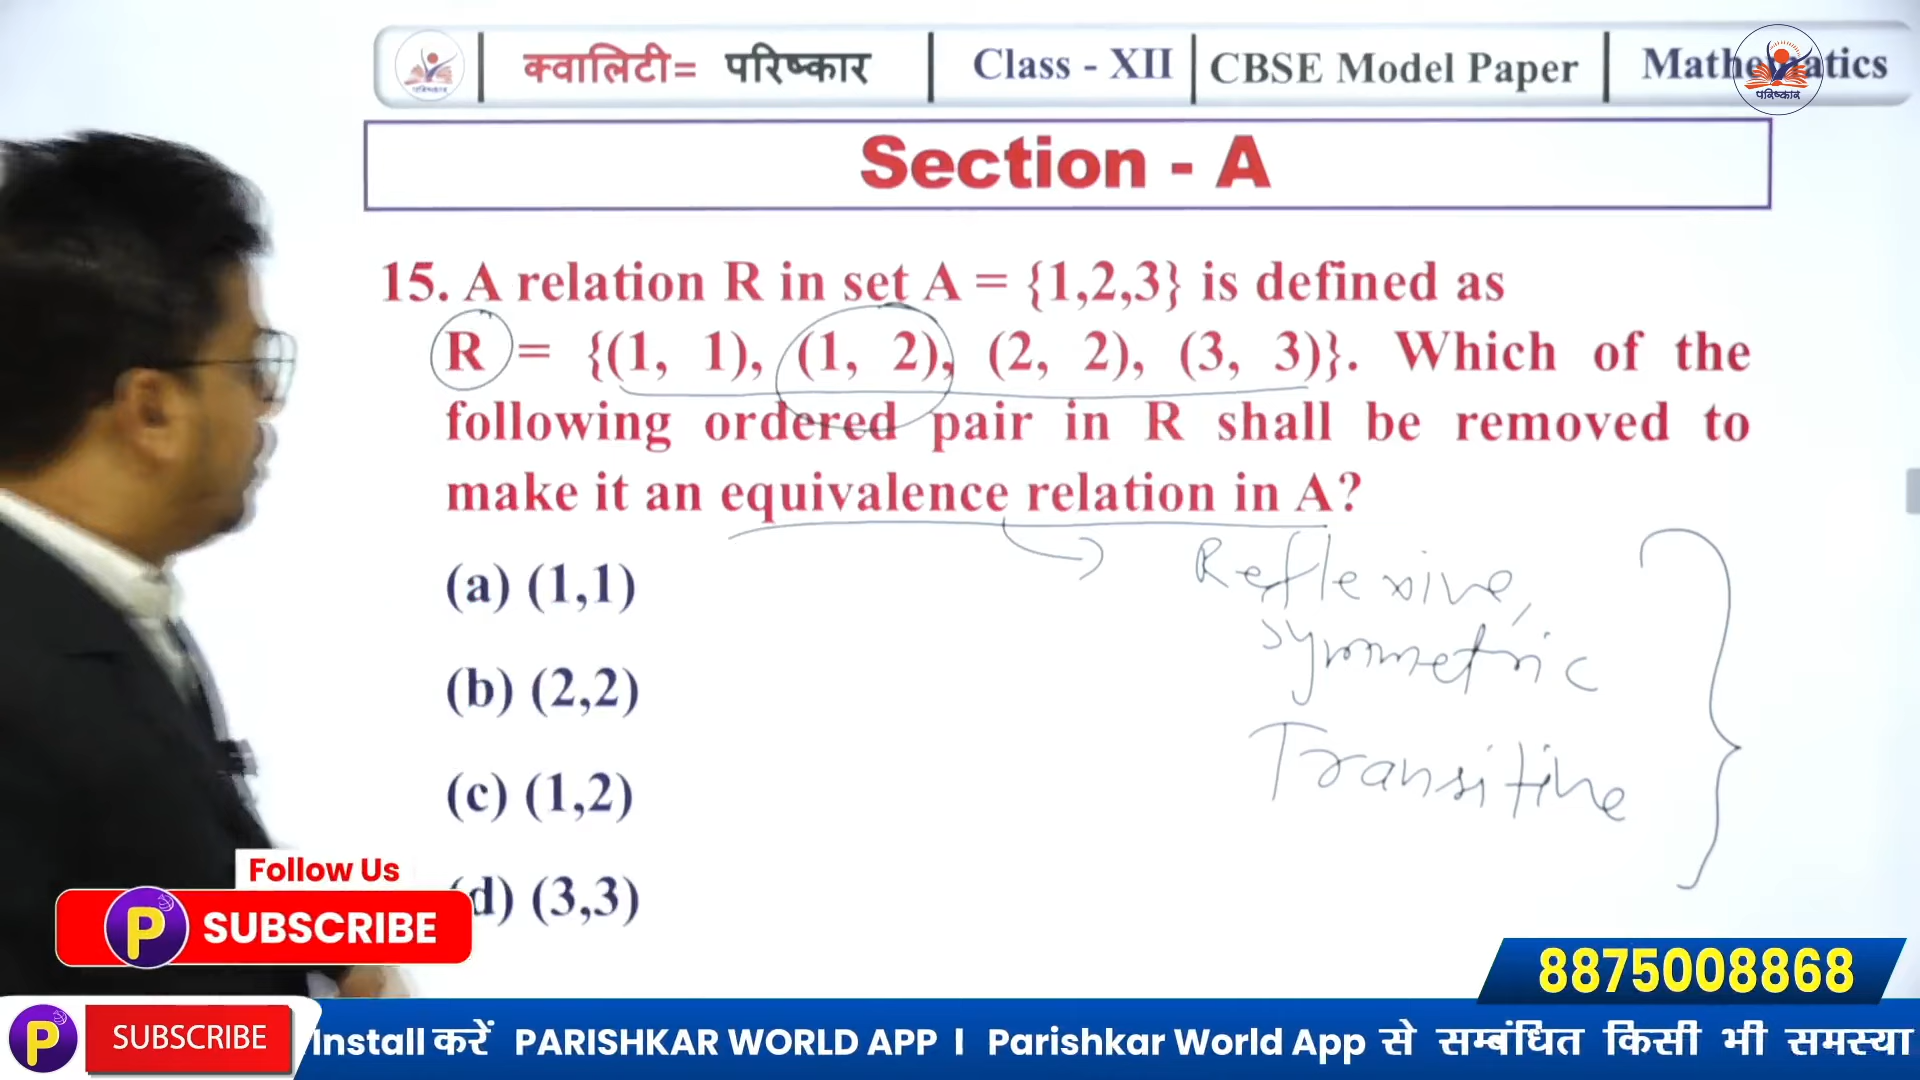 परिष्कार
क्वालिटी= परिष्कार
Class - XII
CBSE Model Paper
Mathematics
परिष्कार
Section - A
15. A relation R in set A = {1,2,3} is defined as
R = {(1, 1), (1, 2), (2, 2), (3, 3)}. Which of the
following ordered pair in R shall be removed to
make it an equivalence relation in A?
Reflexive,
symmetric
Transitive
(a) (1,1)
(b) (2,2)
(c) (1,2)
d) (3,3)
Follow Us
P SUBSCRIBE
8875008868
P SUBSCRIBE
Install करें PARISHKAR WORLD APP I Parishkar World App से सम्बंधित किसी भी समस्या